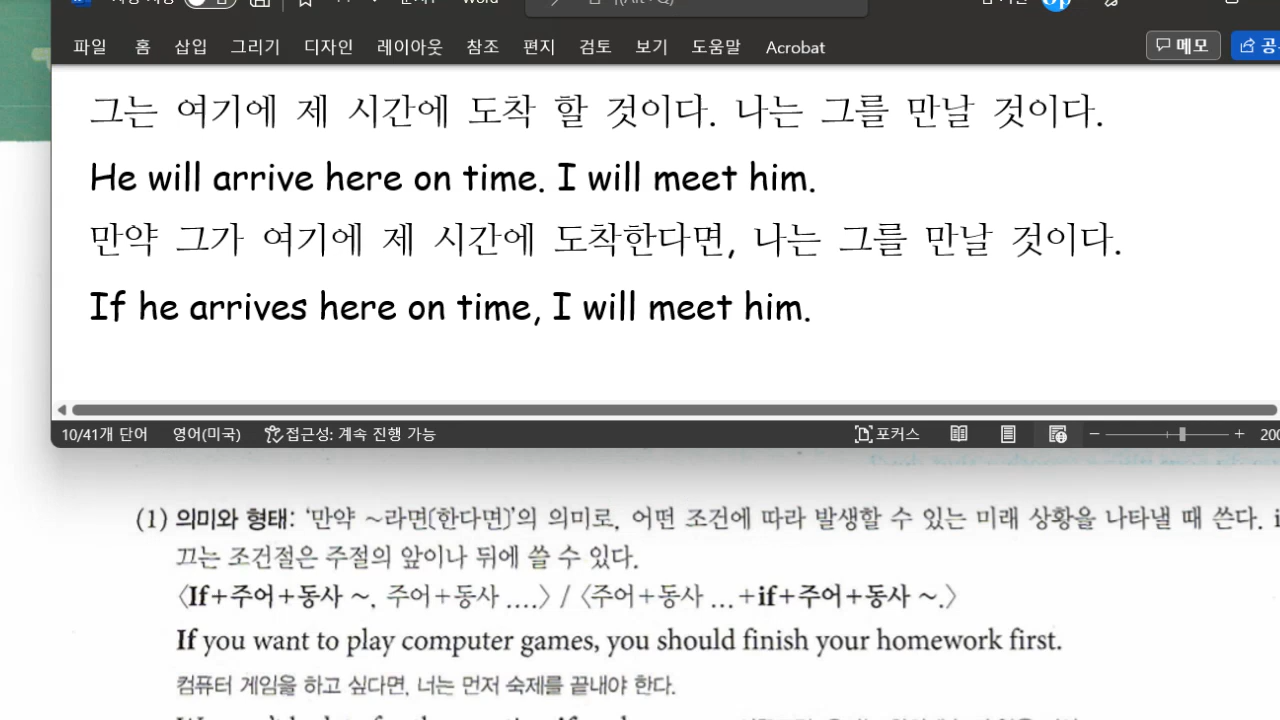 파일 홈 삽입 그리기 디자인 레이아웃 참조 편지 검토 보기 도움말 Acrobat 메모
그는 여기에 제 시간에 도착 할 것이다. 나는 그를 만날 것이다.
He will arrive here on time. I will meet him.
만약 그가 여기에 제 시간에 도착한다면, 나는 그를 만날 것이다.
If he arrives here on time, I will meet him.
10/41개 단어 영어(미국) 접근성: 계속 진행 가능 포커스
(1) 의미와 형태: ‘만약 ~라면(한다면)’의 의미로, 어떤 조건에 따라 발생할 수 있는 미래 상황을 나타낼 때 쓴다.
끄는 조건절은 주절의 앞이나 뒤에 쓸 수 있다.
〈If+주어+동사 ~, 주어+동사 ....〉 / 〈주어+동사 ...+if+주어+동사 ~.〉
If you want to play computer games, you should finish your homework first.
컴퓨터 게임을 하고 싶다면, 너는 먼저 숙제를 끝내야 한다.